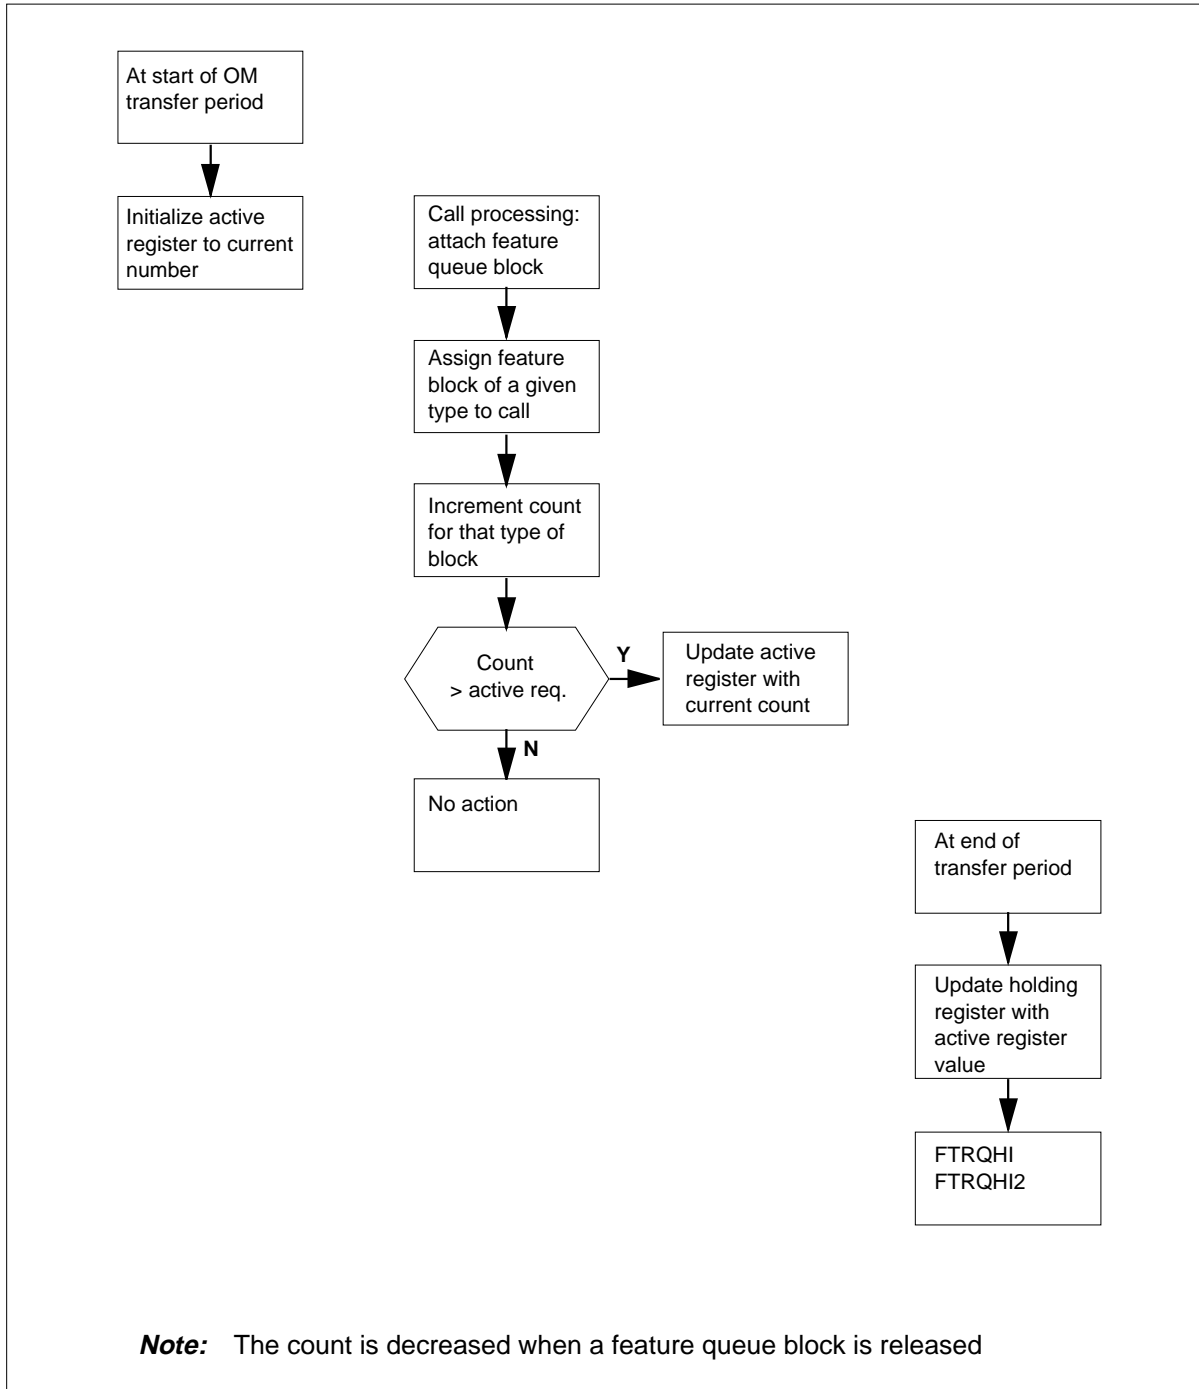 At start of OM
transfer period
Initialize active
register to current
number
Call processing:
attach feature
queue block
Assign feature
block of a given
type to call
Increment count
for that type of
block
Count
> active req.
Y
Update active
register with
current count
N
No action
At end of
transfer period
Update holding
register with
active register
value
FTRQHI
FTRQHI2
Note: The count is decreased when a feature queue block is released